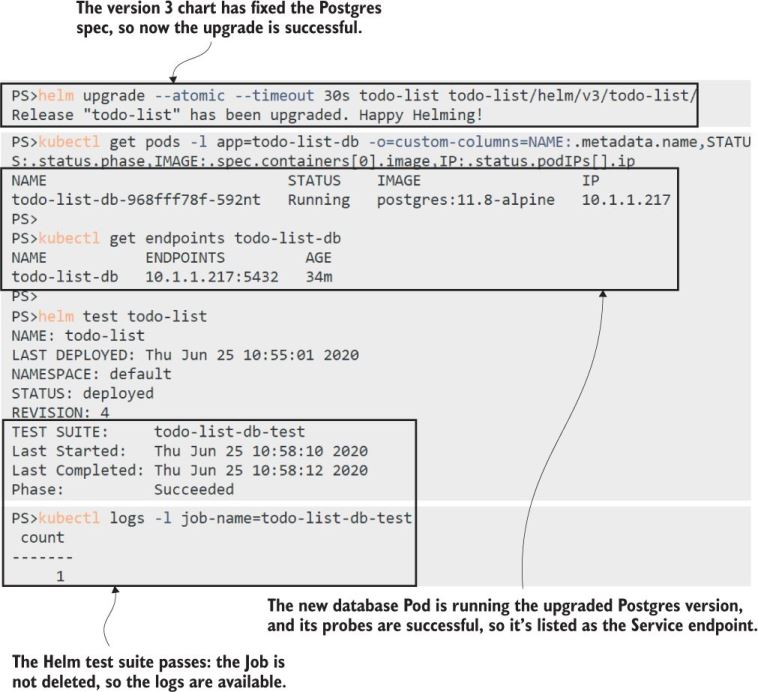 The version 3 chart has fixed the Postgres
spec, so now the upgrade is successful.
PS>helm upgrade --atomic --timeout 30s todo-list todo-list/helm/v3/todo-list/
Release "todo-list" has been upgraded. Happy Helming!
PS>kubectl get pods -l app=todo-list-db -o=custom-columns=NAME:.metadata.name,STATU
S:.status.phase,IMAGE:.spec.containers[0].image,IP:.status.podIPs[].ip
NAME STATUS IMAGE IP
todo-list-db-968fff78f-592nt Running postgres:11.8-alpine 10.1.1.217
PS>
PS>kubectl get endpoints todo-list-db
NAME ENDPOINTS AGE
todo-list-db 10.1.1.217:5432 34m
PS>
PS>helm test todo-list
NAME: todo-list
LAST DEPLOYED: Thu Jun 25 10:55:01 2020
NAMESPACE: default
STATUS: deployed
REVISION: 4
TEST SUITE: todo-list-db-test
Last Started: Thu Jun 25 10:58:10 2020
Last Completed: Thu Jun 25 10:58:12 2020
Phase: Succeeded
PS>kubectl logs -l job-name=todo-list-db-test
count
-------
1
The new database Pod is running the upgraded Postgres version,
and its probes are successful, so it's listed as the Service endpoint.
The Helm test suite passes: the Job is
not deleted, so the logs are available.